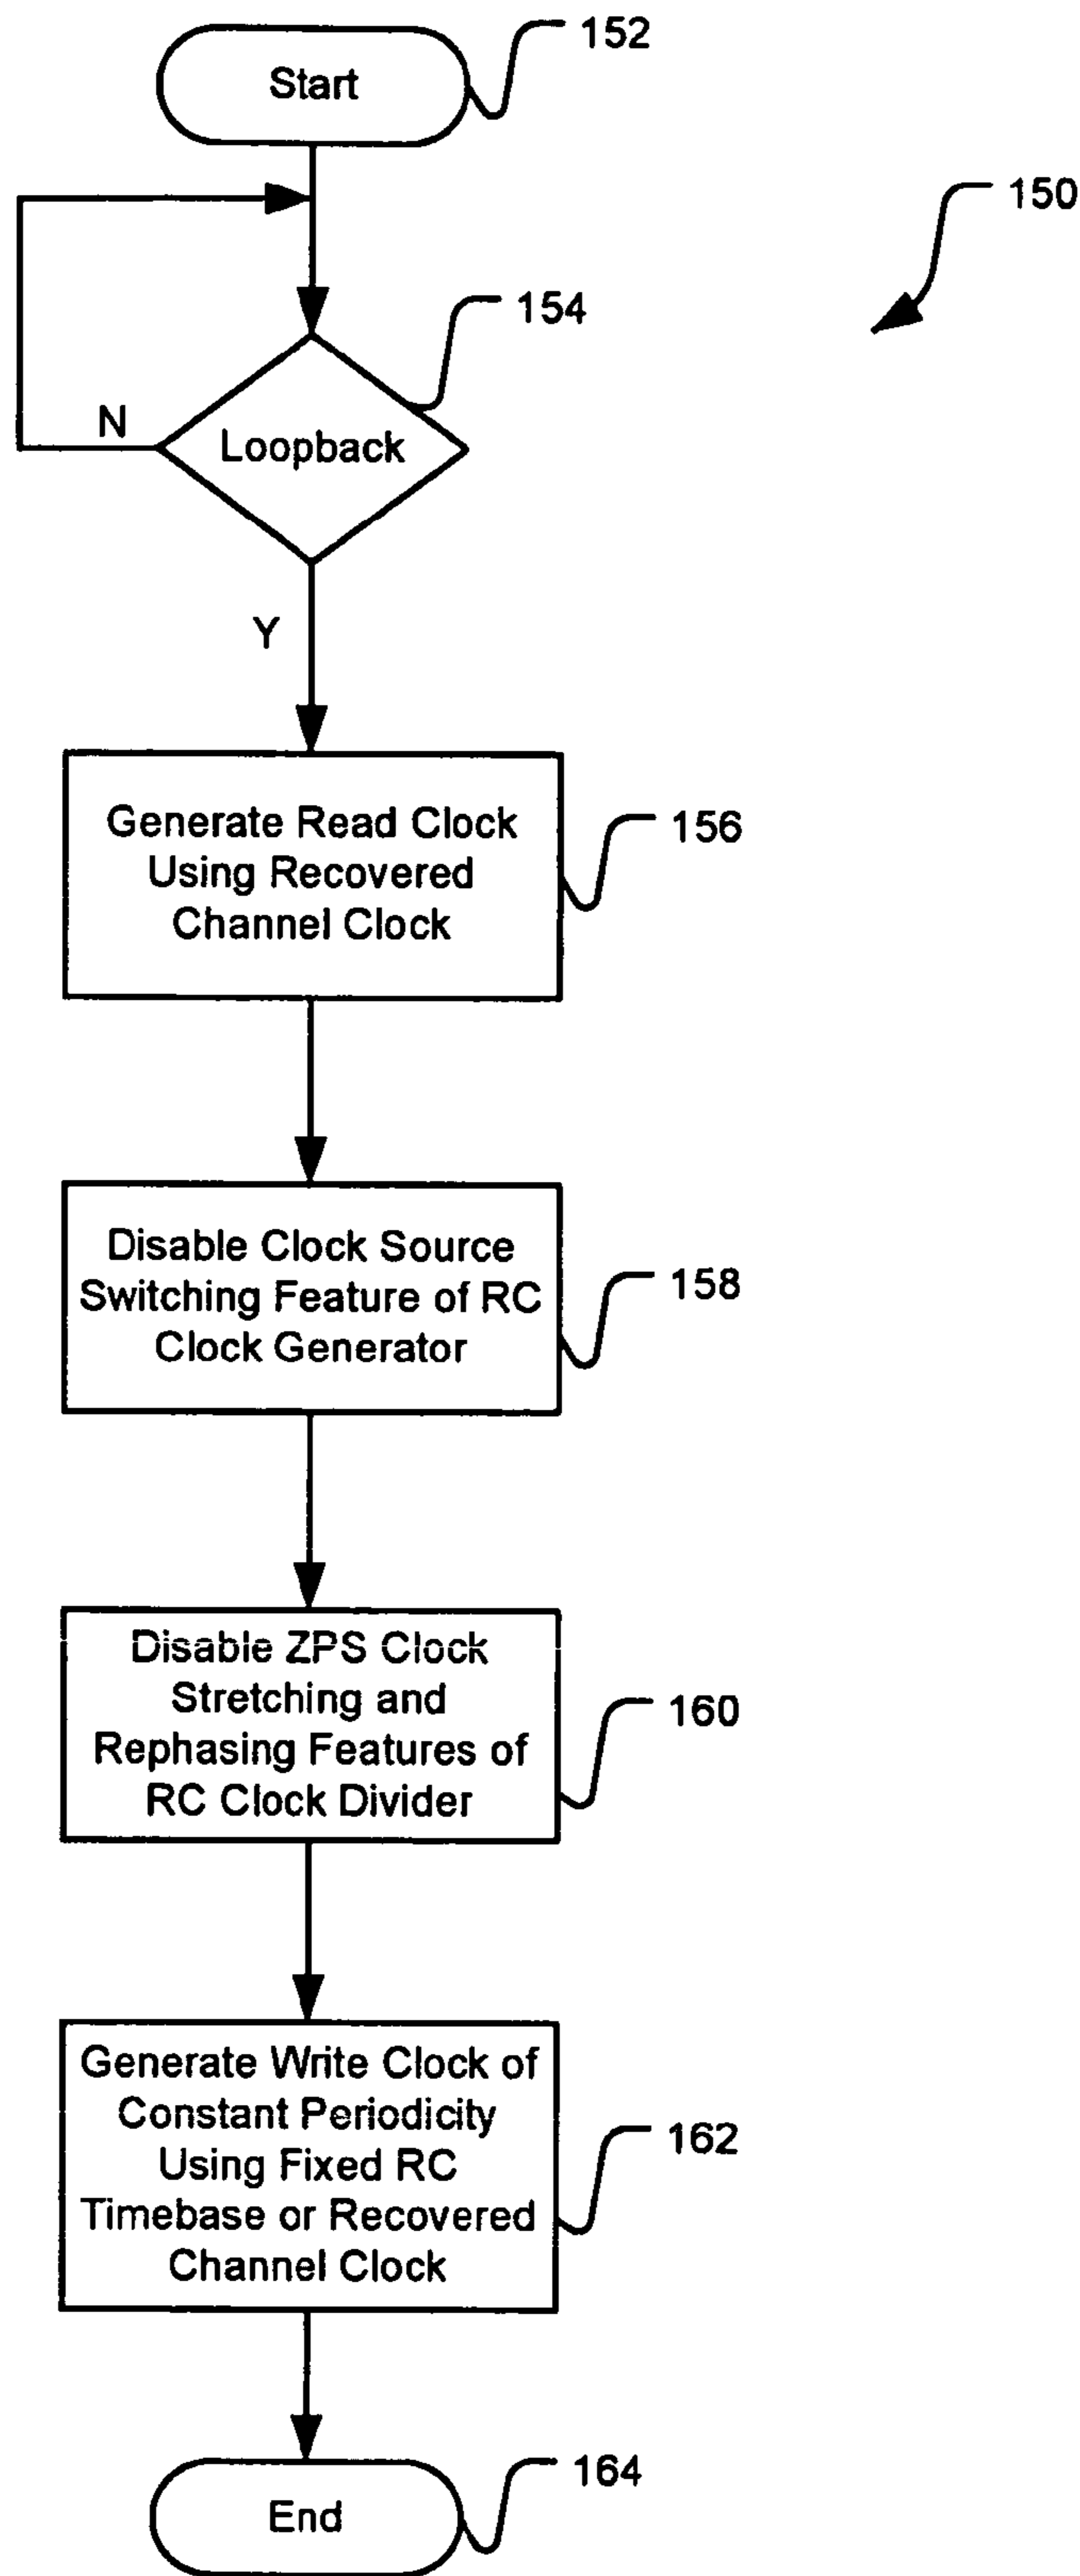 152
Start
150
154
Loopback
N
Y
Generate Read Clock
Using Recovered
Channel Clock
156
Disable Clock Source
Switching Feature of RC
Clock Generator
158
Disable ZPS Clock
Stretching and
Rephasing Features of
RC Clock Divider
160
Generate Write Clock of
Constant Periodicity
Using Fixed RC
Timebase or Recovered
Channel Clock
162
End
164